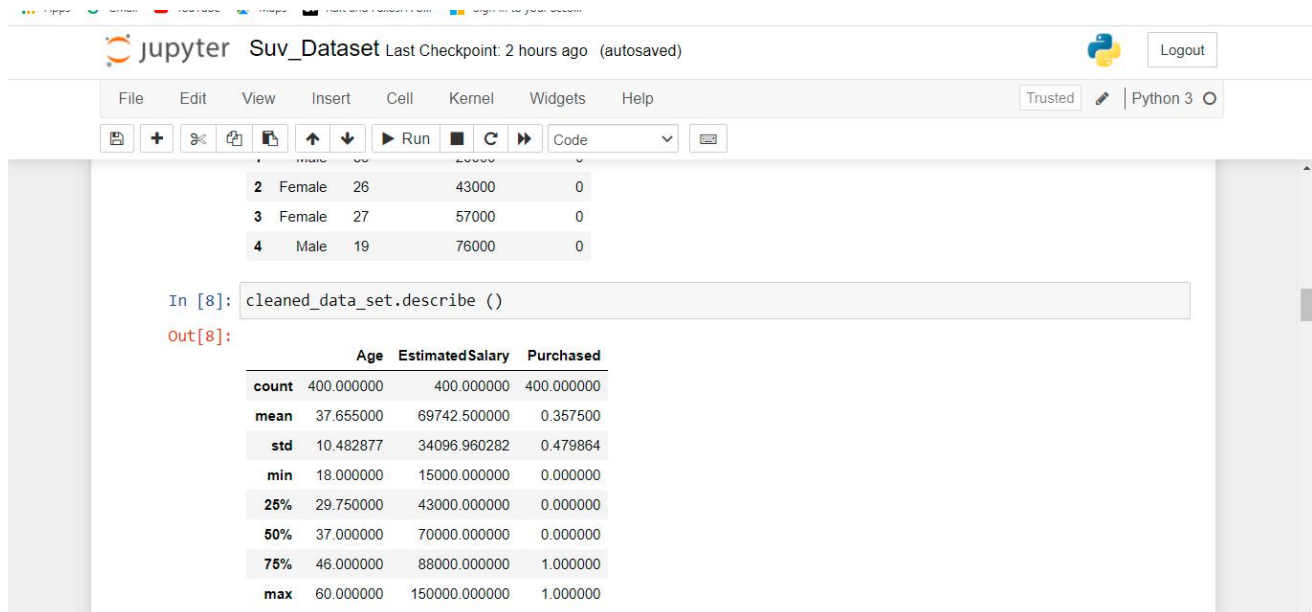 jupyter Suv_Dataset Last Checkpoint: 2 hours ago (autosaved) Logout
File Edit View Insert Cell Kernel Widgets Help Trusted Python 3
Run Code
2 Female 26 43000 0
3 Female 27 57000 0
4 Male 19 76000 0
In [8]: cleaned_data_set.describe ()
Out[8]:
Age EstimatedSalary Purchased
count 400.000000 400.000000 400.000000
mean 37.655000 69742.500000 0.357500
std 10.482877 34096.960282 0.479864
min 18.000000 15000.000000 0.000000
25% 29.750000 43000.000000 0.000000
50% 37.000000 70000.000000 0.000000
75% 46.000000 88000.000000 1.000000
max 60.000000 150000.000000 1.000000